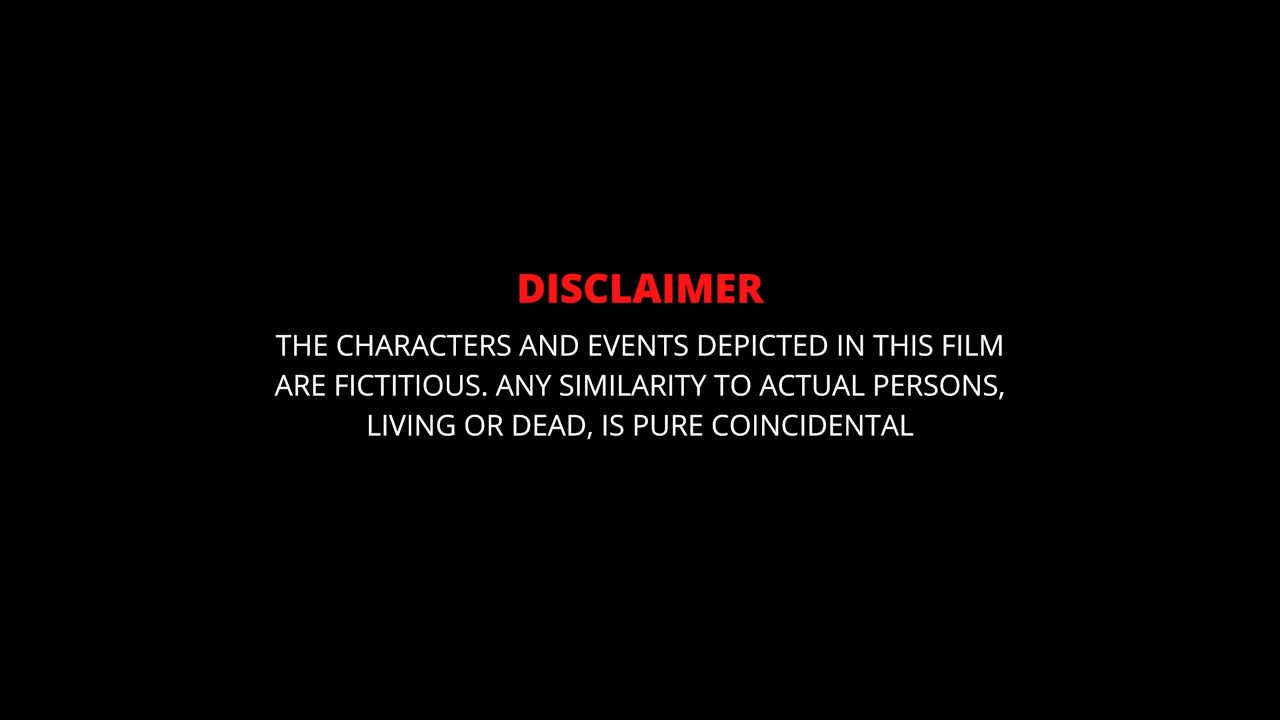 DISCLAIMER
THE CHARACTERS AND EVENTS DEPICTED IN THIS FILM
ARE FICTITIOUS. ANY SIMILARITY TO ACTUAL PERSONS,
LIVING OR DEAD, IS PURE COINCIDENTAL